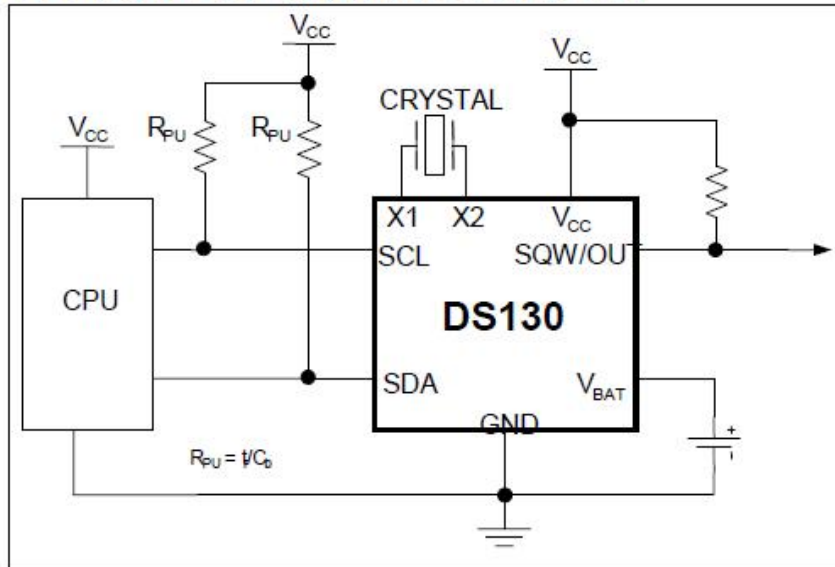 VCC
VCC
CRYSTAL
RPU
RPU
VCC
X1
X2
VCC
SCL
SQW/OUT
CPU
DS130
SDA
VBAT
GND
+
-
RPU = tr/Cb